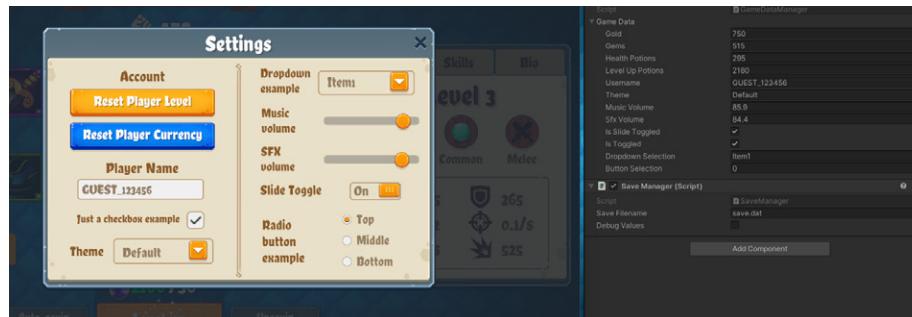 Settings
Account
Reset Player Level
Reset Player Currency
Player Name
GUEST_123456
Just a checkbox example
Theme
Default
Dropdown
example
Item1
Music
volume
SFX
volume
Slide Toggle
On
Radio
button
example
Top
Middle
Bottom
Skills
Bio
Level 3
Common
Melee
265
0.1/s
525
Script
GameDataManager
Game Data
Gold 750
Gems 515
Health Potions 295
Level Up Potions 2180
Username GUEST_123456
Theme Default
Music Volume 85.9
Sfx Volume 84.4
Is Slide Toggled
Is Toggled
Dropdown Selection Item1
Button Selection 0
Save Manager (Script)
Script SaveManager
Save Filename save.dat
Debug Values
Add Component